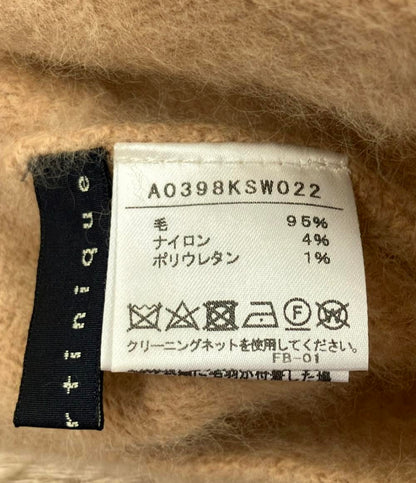 rtinique
A0398KSW022
毛 95%
ナイロン 4%
ポリウレタン 1%
F W
クリーニングネットを使用してください
FB-01